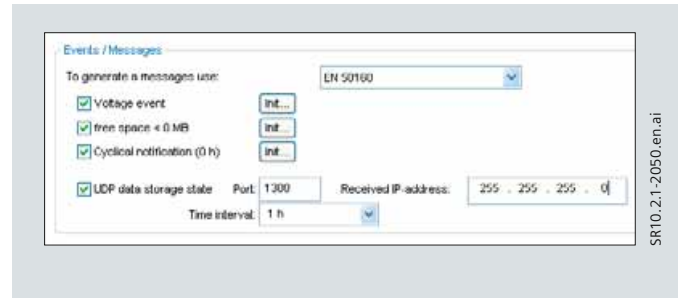 Events / Messages
To generate a messages use: EN 50160
Voltage event Init...
free space < 0 MB Init...
Cyclical notification (0 h) Init...
UDP data storage state Port: 1300 Received IP-address: 255 . 255 . 255 . 0
Time interval: 1 h
SR10.2.1-2050.en.ai